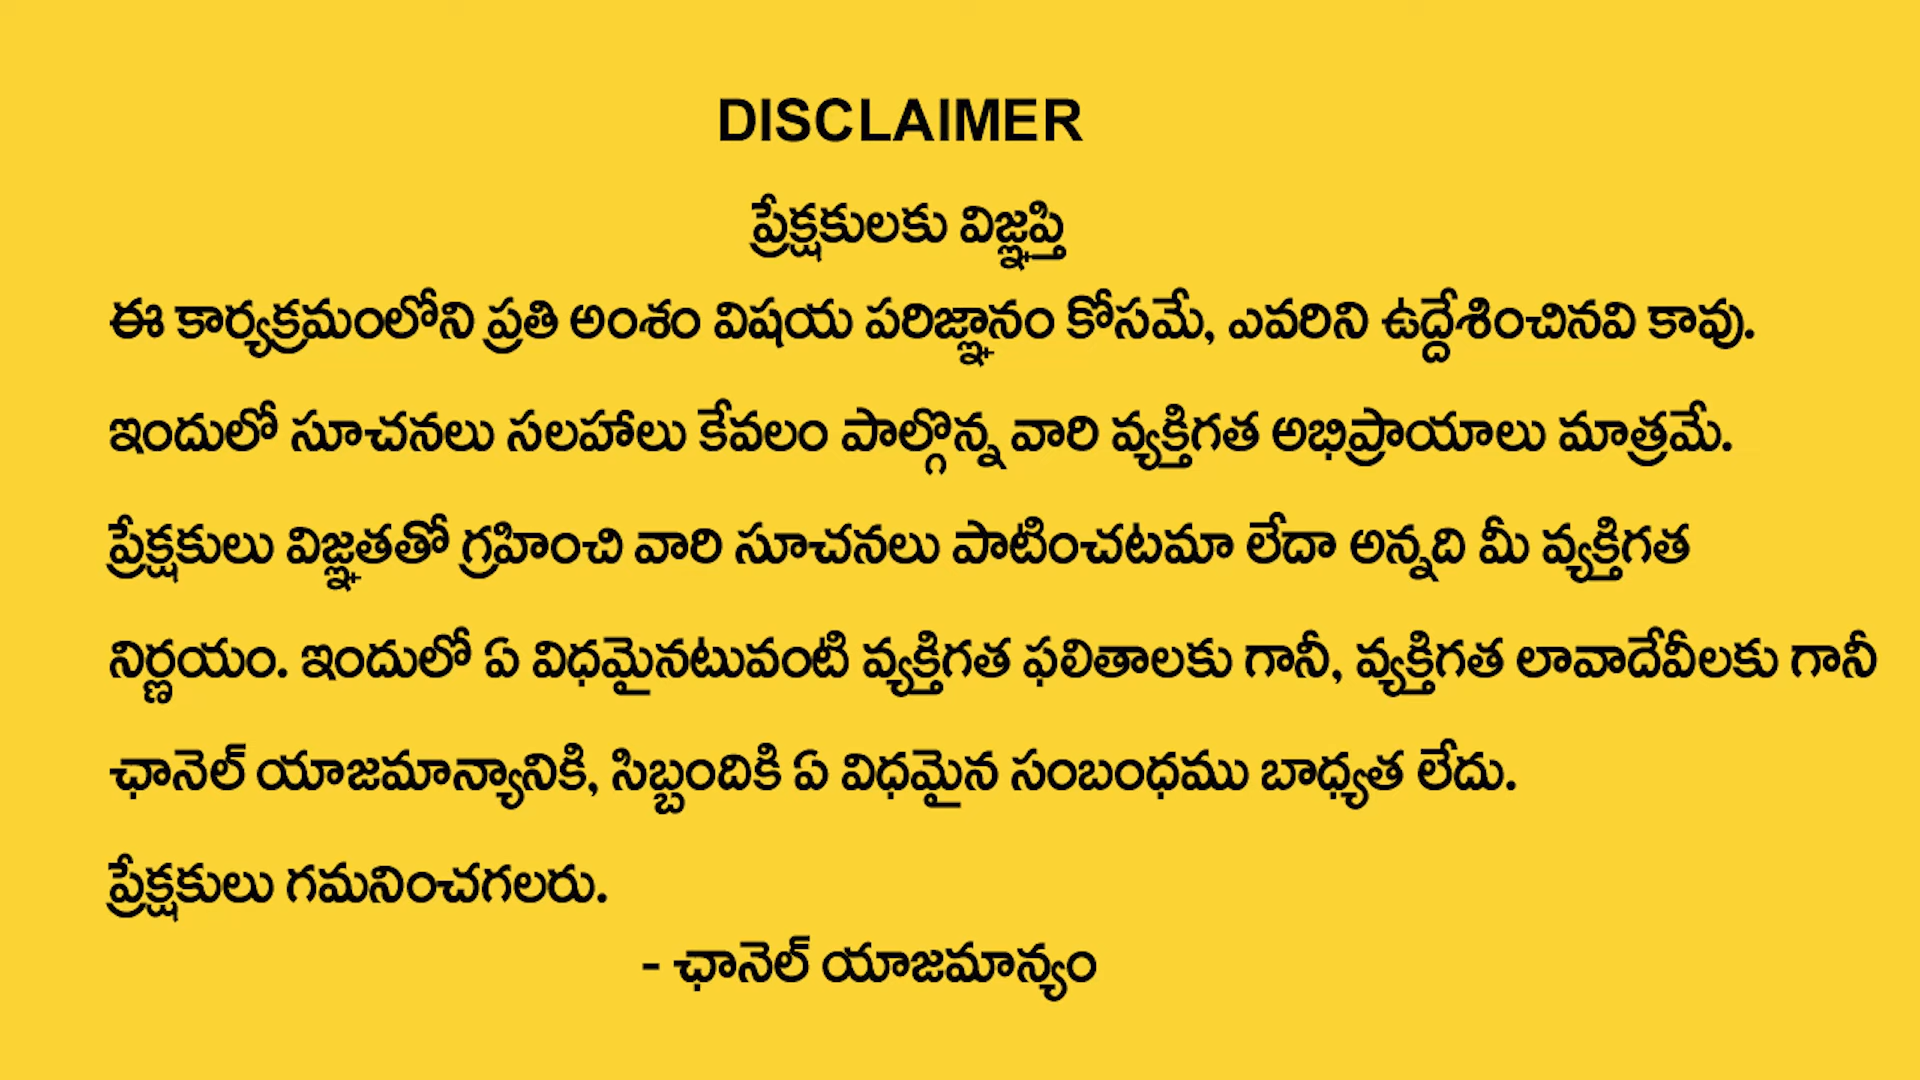 DISCLAIMER
ప్రేక్షకులకు విజ్ఞప్తి
ఈ కార్యక్రమంలోని ప్రతి అంశం విషయ పరిజ్ఞానం కోసమే, ఎవరిని ఉద్దేశించినవి కావు.
ఇందులో సూచనలు సలహాలు కేవలం పాల్గొన్న వారి వ్యక్తిగత అభిప్రాయాలు మాత్రమే.
ప్రేక్షకులు విజ్ఞతతో గ్రహించి వారి సూచనలు పాటించటమా లేదా అన్నది మీ వ్యక్తిగత
నిర్ణయం. ఇందులో ఏ విధమైనటువంటి వ్యక్తిగత ఫలితాలకు గానీ, వ్యక్తిగత లావాదేవీలకు గానీ
ఛానెల్ యాజమాన్యానికి, సిబ్బందికి ఏ విధమైన సంబంధము బాధ్యత లేదు.
ప్రేక్షకులు గమనించగలరు.
- ఛానెల్ యాజమాన్యం